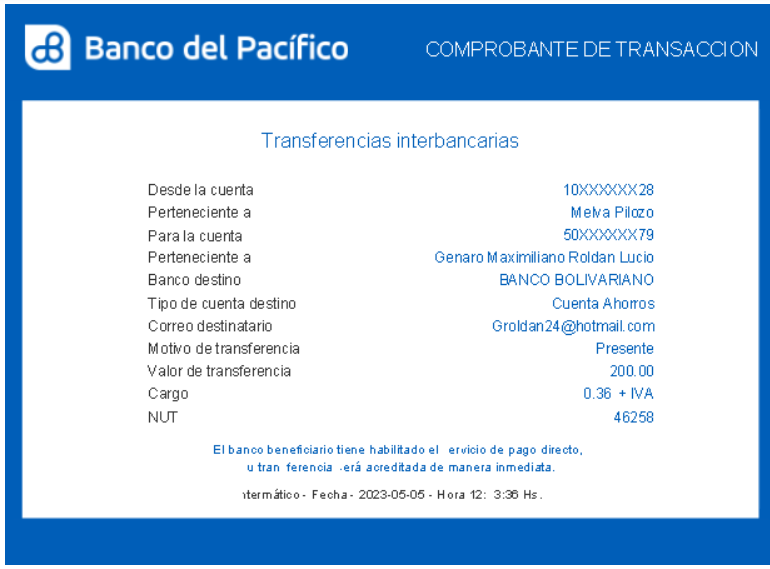 Banco del Pacífico
COMPROBANTE DE TRANSACCION
Transferencias interbancarias
Desde la cuenta 10XXXXXX28
Perteneciente a Melva Pilozo
Para la cuenta 50XXXXXX79
Perteneciente a Genaro Maximiliano Roldan Lucio
Banco destino BANCO BOLIVARIANO
Tipo de cuenta destino Cuenta Ahorros
Correo destinatario Groldan24@hotmail.com
Motivo de transferencia Presente
Valor de transferencia 200.00
Cargo 0.36 + IVA
NUT 46258
El banco beneficiario tiene habilitado el ervicio de pago directo,
u tran ferencia erá acreditada de manera inmediata.
termático - Fecha - 2023-05-05 - Hora 12: 3:36 Hs.